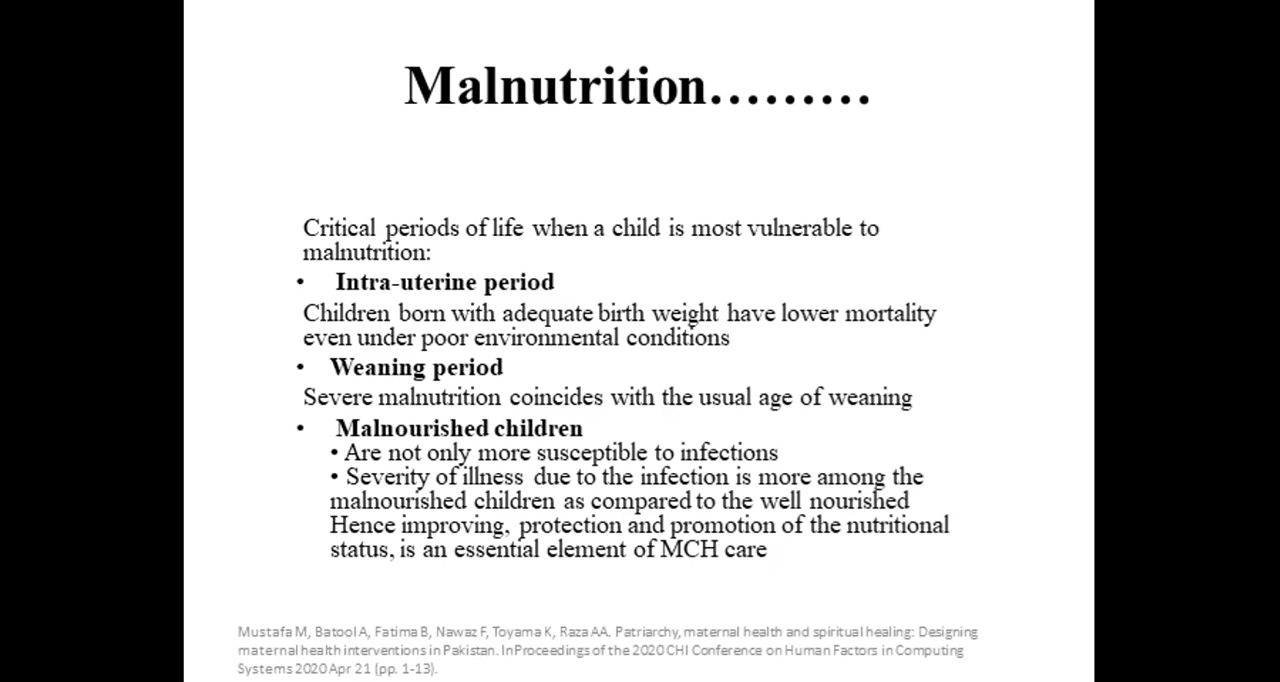 Malnutrition.........
Critical periods of life when a child is most vulnerable to
malnutrition:
• Intra-uterine period
Children born with adequate birth weight have lower mortality
even under poor environmental conditions
• Weaning period
Severe malnutrition coincides with the usual age of weaning
• Malnourished children
• Are not only more susceptible to infections
• Severity of illness due to the infection is more among the
malnourished children as compared to the well nourished
Hence improving, protection and promotion of the nutritional
status, is an essential element of MCH care
Mustafa M, Batool A, Fatima B, Nawaz F, Toyama K, Raza AA. Patriarchy, maternal health and spiritual healing: Designing
maternal health interventions in Pakistan. InProceedings of the 2020 CHI Conference on Human Factors in Computing
Systems 2020 Apr 21 (pp. 1-13).